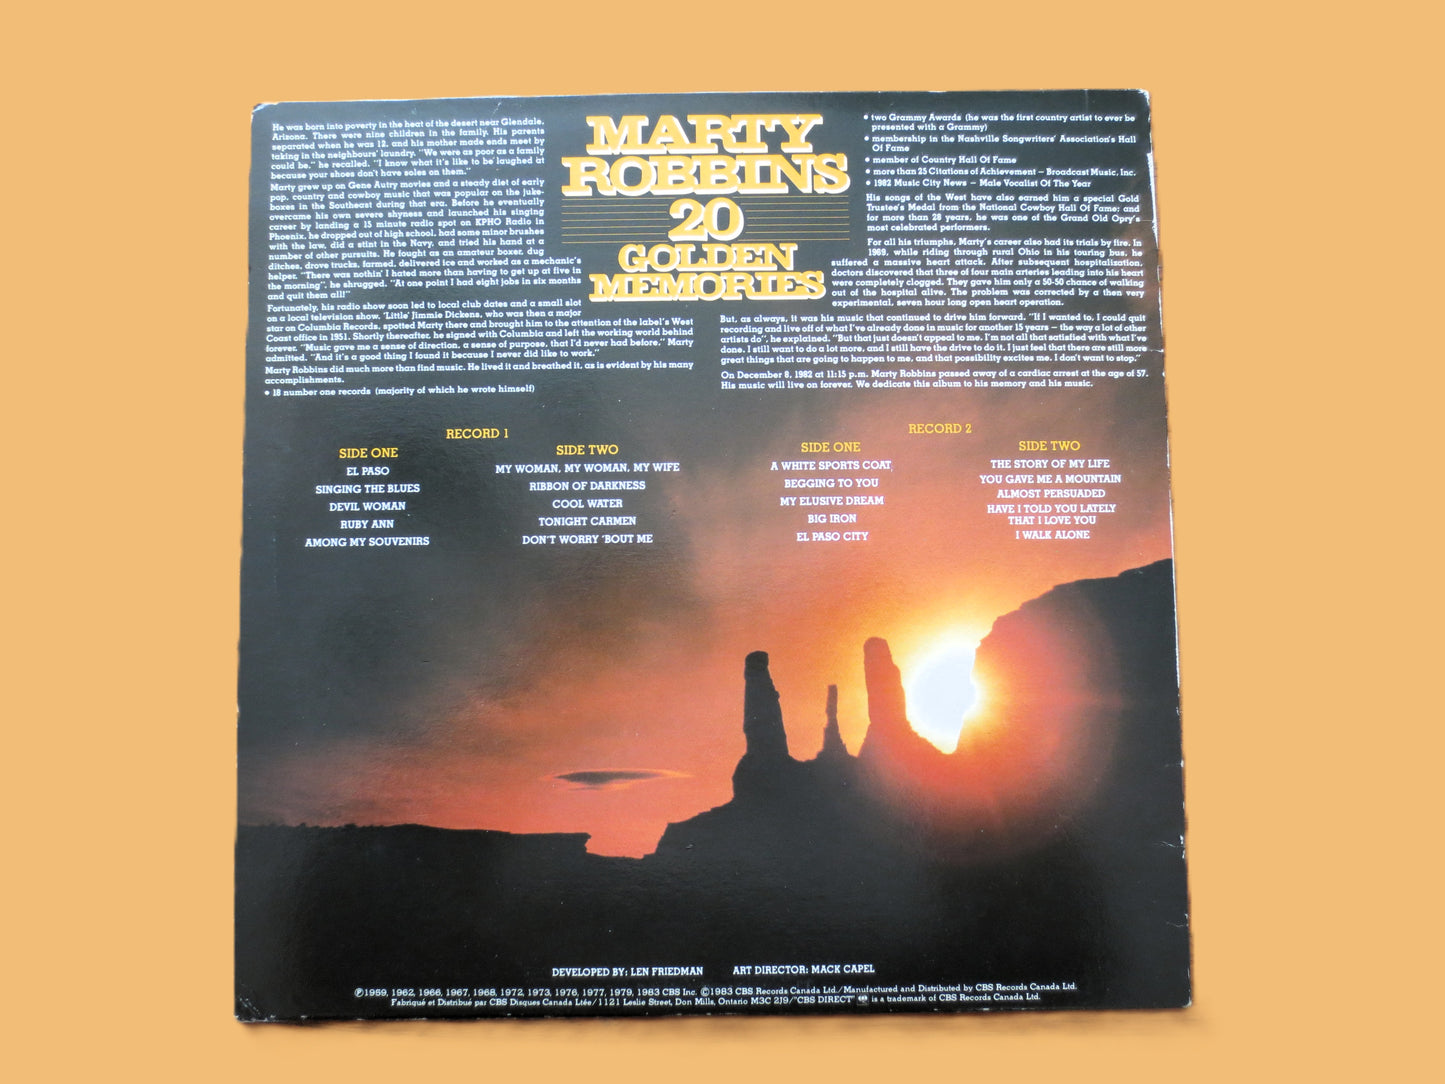 He was born into poverty in the heat of the desert near Glendale,
Arizona. There were nine children in the family. His parents
separated when he was 12, and his mother made ends meet by
taking in the neighbours' laundry. "We were as poor as a family
could be," he recalled. "I know what it's like to be laughed at
because your shoes don't have soles on them."
Marty grew up on Gene Autry movies and a steady diet of early
pop, country and cowboy music that was popular on the juke-
boxes in the Southeast during that era. Before he eventually
overcame his own severe shyness and launched his singing
career by landing a 15 minute radio spot on KPHO Radio in
Phoenix, he dropped out of high school, had some minor brushes
with the law, did a stint in the Navy, and tried his hand at a
number of other pursuits. He fought as an amateur boxer, dug
ditches, drove trucks, farmed, delivered ice and worked as a mechanic's
helper. "There was nothin' I hated more than having to get up at five in
the morning", he shrugged. "At one point I had eight jobs in six months
and quit them all!"
Fortunately, his radio show soon led to local club dates and a small slot
on a local television show. 'Little' Jimmie Dickens, who was then a major
star on Columbia Records, spotted Marty there and brought him to the attention of the label's West
Coast office in 1951. Shortly thereafter, he signed with Columbia and left the working world behind
forever. "Music gave me a sense of direction, a sense of purpose, that I'd never had before," Marty
admitted. "And it's a good thing I found it because I never did like to work."
Marty Robbins did much more than find music. He lived it and breathed it, as is evident by his many
accomplishments.
• 18 number one records (majority of which he wrote himself)
MARTY
ROBBINS
20
GOLDEN
MEMORIES
• two Grammy Awards (he was the first country artist to ever be
presented with a Grammy)
• membership in the Nashville Songwriters' Association's Hall
Of Fame
• member of Country Hall Of Fame
• more than 25 Citations of Achievement – Broadcast Music, Inc.
• 1982 Music City News – Male Vocalist Of The Year
His songs of the West have also earned him a special Gold
Trustee's Medal from the National Cowboy Hall Of Fame; and
for more than 28 years, he was one of the Grand Old Opry's
most celebrated performers.
For all his triumphs, Marty's career also had its trials by fire. In
1969, while riding through rural Ohio in his touring bus, he
suffered a massive heart attack. After subsequent hospitalization,
doctors discovered that three of four main arteries leading into his heart
were completely clogged. They gave him only a 50-50 chance of walking
out of the hospital alive. The problem was corrected by a then very
experimental, seven hour long open heart operation.
But, as always, it was his music that continued to drive him forward. "If I wanted to, I could quit
recording and live off of what I've already done in music for another 15 years – the way a lot of other
artists do", he explained. "But that just doesn't appeal to me. I'm not all that satisfied with what I've
done. I still want to do a lot more, and I still have the drive to do it. I just feel that there are still more
great things that are going to happen to me, and that possibility excites me. I don't want to stop."
On December 8, 1982 at 11:15 p.m. Marty Robbins passed away of a cardiac arrest at the age of 57.
His music will live on forever. We dedicate this album to his memory and his music.
RECORD 1
SIDE ONE
EL PASO
SINGING THE BLUES
DEVIL WOMAN
RUBY ANN
AMONG MY SOUVENIRS
SIDE TWO
MY WOMAN, MY WOMAN, MY WIFE
RIBBON OF DARKNESS
COOL WATER
TONIGHT CARMEN
DON'T WORRY 'BOUT ME
RECORD 2
SIDE ONE
A WHITE SPORTS COAT
BEGGING TO YOU
MY ELUSIVE DREAM
BIG IRON
EL PASO CITY
SIDE TWO
THE STORY OF MY LIFE
YOU GAVE ME A MOUNTAIN
ALMOST PERSUADED
HAVE I TOLD YOU LATELY
THAT I LOVE YOU
I WALK ALONE
DEVELOPED BY: LEN FRIEDMAN ART DIRECTOR: MACK CAPEL
℗1959, 1962, 1966, 1967, 1968, 1972, 1973, 1976, 1977, 1979, 1983 CBS Inc. ©1983 CBS Records Canada Ltd./Manufactured and Distributed by CBS Records Canada Ltd.
Fabriqué et Distribué par CBS Disques Canada Ltée/1121 Leslie Street, Don Mills, Ontario M3C 2J9/"CBS DIRECT" is a trademark of CBS Records Canada Ltd.